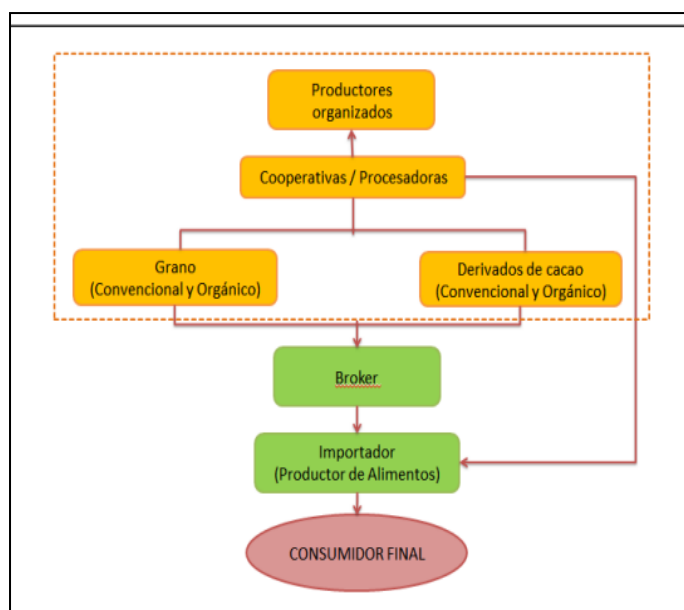 Productores
organizados
Cooperativas / Procesadoras
Grano
(Convencional y Orgánico)
Derivados de cacao
(Convencional y Orgánico)
Broker
Importador
(Productor de Alimentos)
CONSUMIDOR FINAL